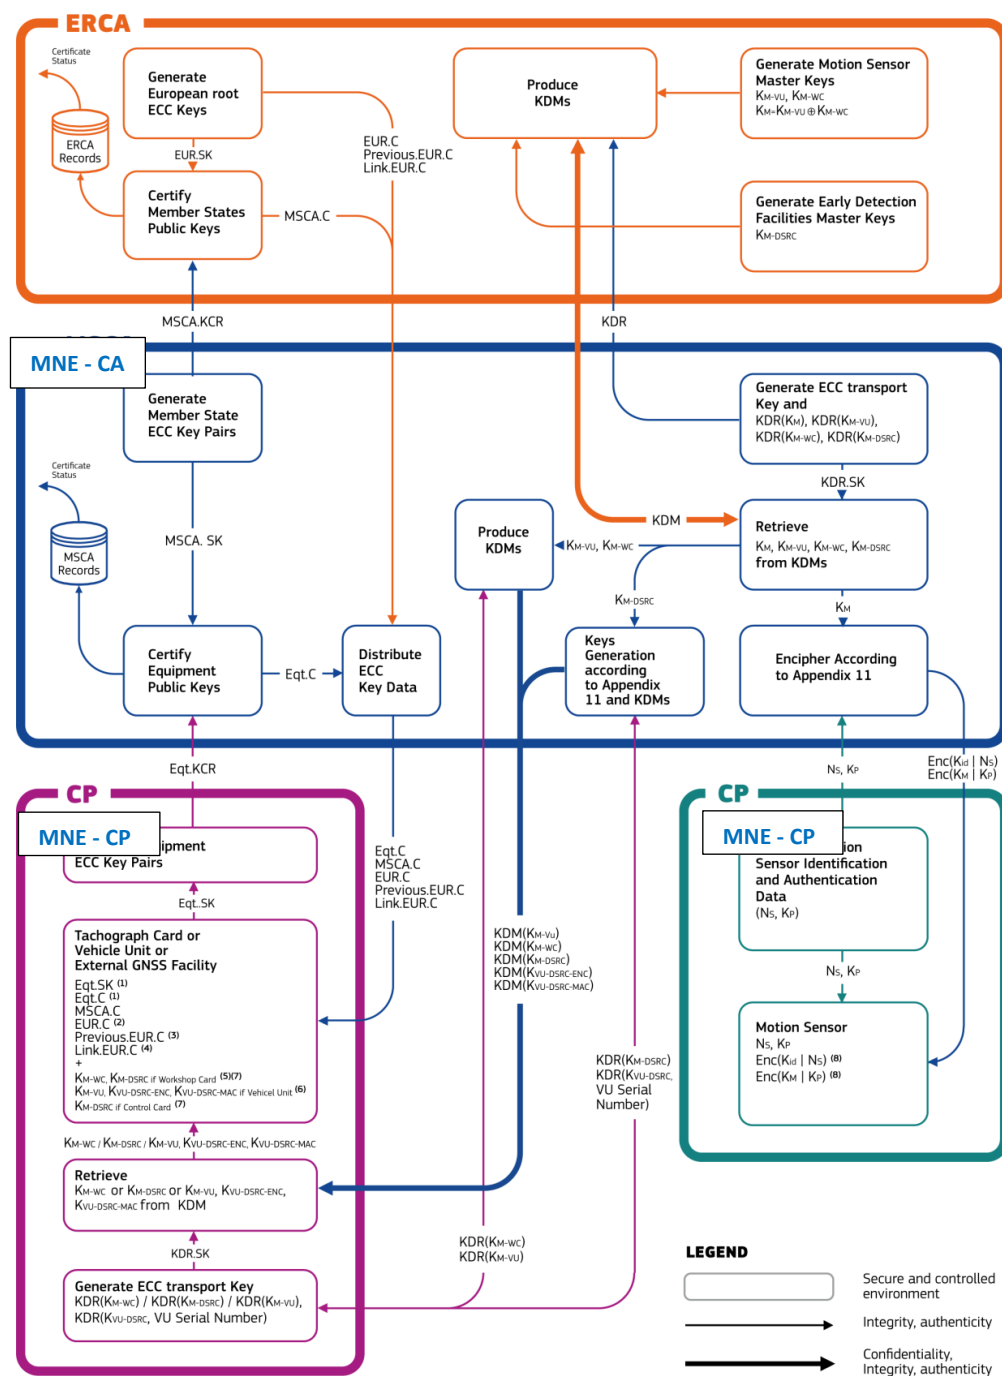 ERCA
Certificate
Status
ERCA
Records
Generate
European root
ECC Keys
EUR.SK
Certify
Member States
Public Keys
MSCA.C
EUR.C
Previous.EUR.C
Link.EUR.C
Produce
KDMs
Generate Motion Sensor
Master Keys
KM-VU, KM-WC
KM=KM-VU ⊕ KM-WC
Generate Early Detection
Facilities Master Keys
KM-DSRC
MSCA.KCR
KDR
MNE - CA
Generate
Member State
ECC Key Pairs
Certificate
Status
MSCA
Records
MSCA. SK
Certify
Equipment
Public Keys
Eqt.C
Distribute
ECC
Key Data
Produce
KDMs
KM-VU, KM-WC
KDM
Generate ECC transport
Key and
KDR(KM), KDR(KM-VU),
KDR(KM-WC), KDR(KM-DSRC)
KDR.SK
Retrieve
KM, KM-VU, KM-WC, KM-DSRC
from KDMs
KM-DSRC
KM
Keys
Generation
according
to Appendix
11 and KDMs
Encipher According
to Appendix 11
Eqt.KCR
NS, KP
Enc(Kid | NS)
Enc(KM | KP)
CP
MNE - CP
ipment
ECC Key Pairs
Eqt..SK
Tachograph Card or
Vehicle Unit or
External GNSS Facility
Eqt.SK (1)
Eqt.C (1)
MSCA.C
EUR.C (2)
Previous.EUR.C (3)
Link.EUR.C (4)
+
KM-WC, KM-DSRC if Workshop Card (5)(7)
KM-VU, KVU-DSRC-ENC, KVU-DSRC-MAC if Vehicel Unit (6)
KM-DSRC if Control Card (7)
KM-WC / KM-DSRC / KM-VU, KVU-DSRC-ENC, KVU-DSRC-MAC
Retrieve
KM-WC or KM-DSRC or KM-VU, KVU-DSRC-ENC,
KVU-DSRC-MAC from KDM
KDR.SK
Generate ECC transport Key
KDR(KM-WC) / KDR(KM-DSRC) / KDR(KM-VU),
KDR(KVU-DSRC, VU Serial Number)
Eqt.C
MSCA.C
EUR.C
Previous.EUR.C
Link.EUR.C
KDM(KM-Vu)
KDM(KM-WC)
KDM(KM-DSRC)
KDM(KVU-DSRC-ENC)
KDM(KVU-DSRC-MAC)
KDR(KM-DSRC)
KDR(KVU-DSRC,
VU Serial
Number)
KDR(KM-WC)
KDR(KM-VU)
CP
MNE - CP
ion
Sensor Identification
and Authentication
Data
(NS, KP)
NS, KP
Motion Sensor
NS, KP
Enc(Kid | NS) (8)
Enc(KM | KP) (8)
LEGEND
Secure and controlled
environment
Integrity, authenticity
Confidentiality,
Integrity, authenticity